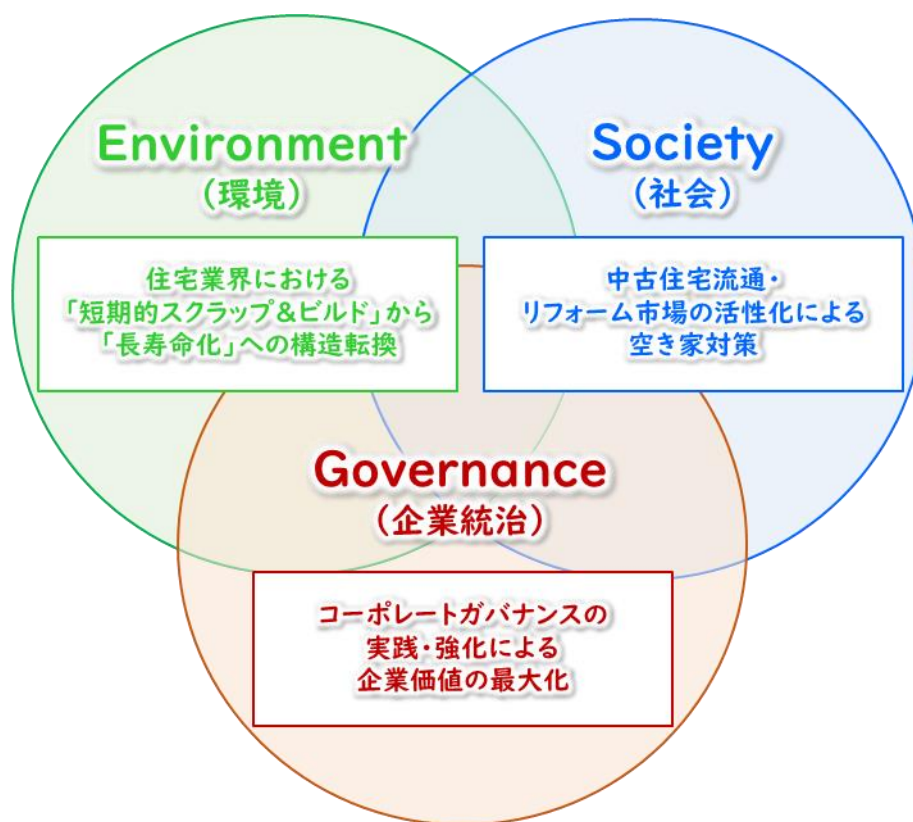 Environment
（環境）
住宅業界における
「短期的スクラップ＆ビルド」から
「長寿命化」への構造転換
Society
（社会）
中古住宅流通・
リフォーム市場の活性化による
空き家対策
Governance
（企業統治）
コーポレートガバナンスの
実践・強化による
企業価値の最大化